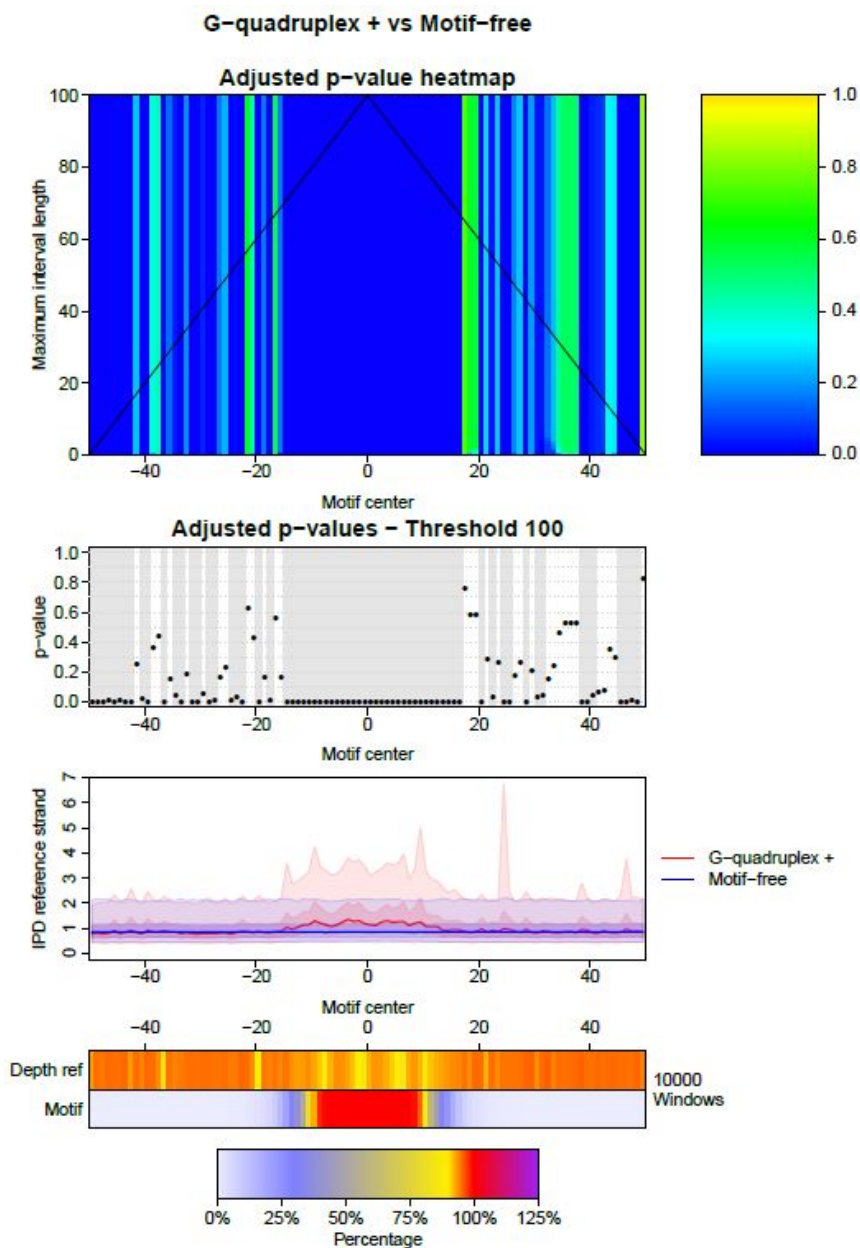 G−quadruplex + vs Motif−free
Adjusted p−value heatmap
Maximum interval length
100
80
60
40
20
0
−40 −20 0 20 40
Motif center
1.0
0.8
0.6
0.4
0.2
0.0
Adjusted p−values − Threshold 100
p−value
1.0
0.8
0.6
0.4
0.2
0.0
−40 −20 0 20 40
Motif center
IPD reference strand
7
6
5
4
3
2
1
0
G−quadruplex +
Motif−free
−40 −20 0 20 40
Motif center
−40 −20 0 20 40
Depth ref
Motif
10000
Windows
0% 25% 50% 75% 100% 125%
Percentage